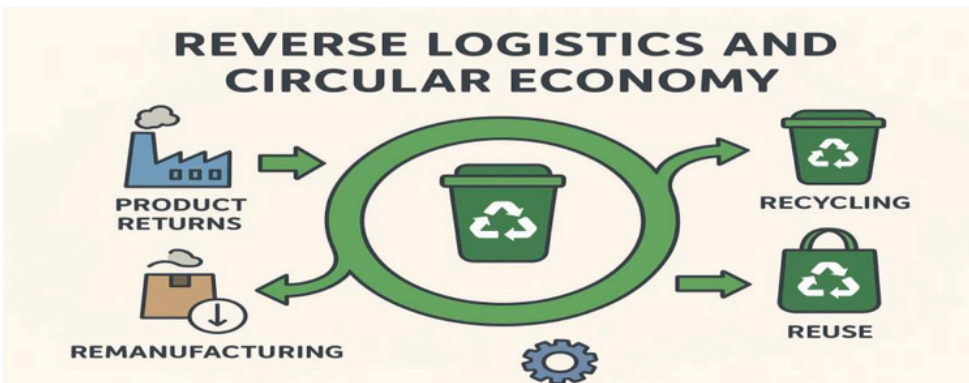 REVERSE LOGISTICS AND
CIRCULAR ECONOMY
PRODUCT
RETURNS
RECYCLING
REMANUFACTURING
REUSE